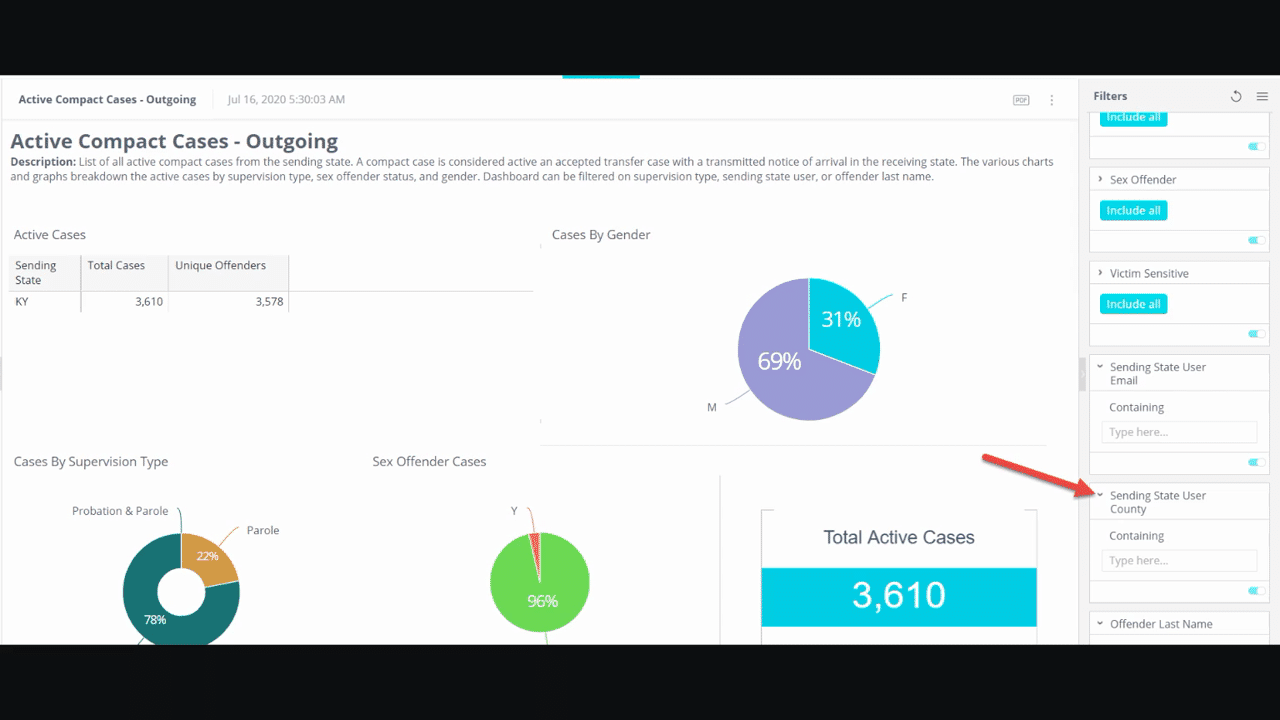 Active Compact Cases - Outgoing
Jul 16, 2020 5:30:03 AM
PDF
Active Compact Cases - Outgoing
Description: List of all active compact cases from the sending state. A compact case is considered active an accepted transfer case with a transmitted notice of arrival in the receiving state. The various charts
and graphs breakdown the active cases by supervision type, sex offender status, and gender. Dashboard can be filtered on supervision type, sending state user, or offender last name.
Active Cases
Sending
State
Total Cases
Unique Offenders
KY
3,610
3,578
Cases By Gender
F
31%
69%
M
Cases By Supervision Type
Probation & Parole
Parole
22%
78%
Sex Offender Cases
Y
96%
Total Active Cases
3,610
Filters
Include all
Sex Offender
Include all
Victim Sensitive
Include all
Sending State User
Email
Containing
Type here...
Sending State User
County
Containing
Type here...
Offender Last Name